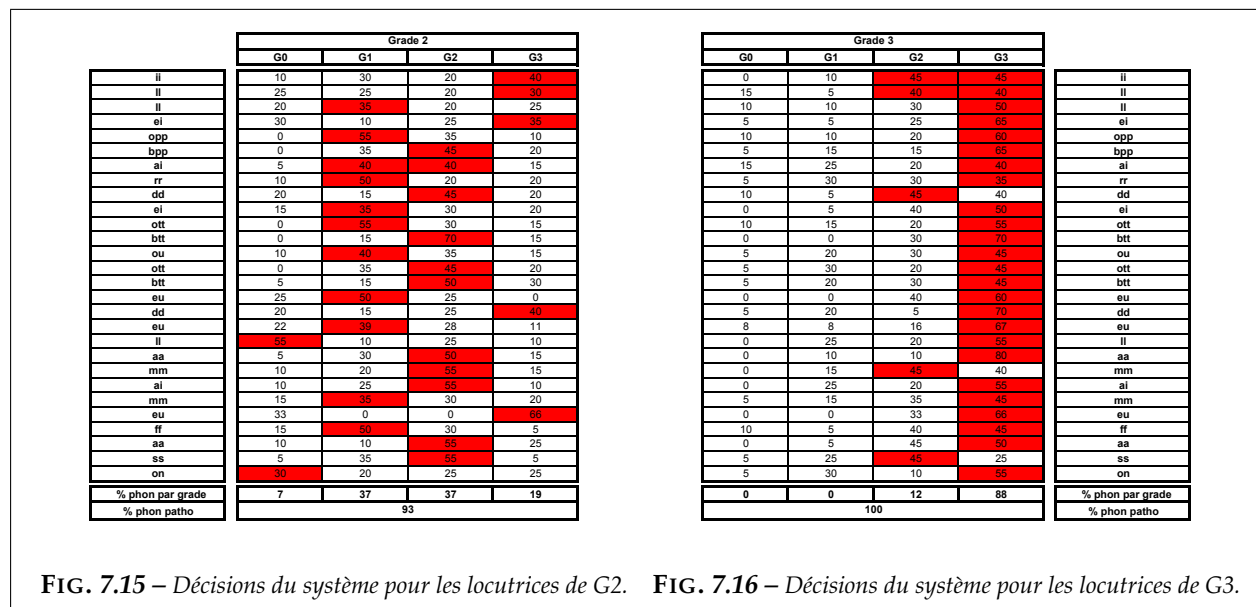 Grade 2 Grade 3
G0 G1 G2 G3 G0 G1 G2 G3
ii 10 30 20 40 0 10 45 45 ii
ll 25 25 20 30 15 5 40 40 ll
ll 20 35 20 25 10 10 30 50 ll
ei 30 10 25 35 5 5 25 65 ei
opp 0 55 35 10 10 10 20 60 opp
bpp 0 35 45 20 5 15 15 65 bpp
ai 5 40 40 15 15 25 20 40 ai
rr 10 50 20 20 5 30 30 35 rr
dd 20 15 45 20 10 5 45 40 dd
ei 15 35 30 20 0 5 40 50 ei
ott 0 55 30 15 10 15 20 55 ott
btt 0 15 70 15 0 0 30 70 btt
ou 10 40 35 15 5 20 30 45 ou
ott 0 35 45 20 5 30 20 45 ott
btt 5 15 50 30 5 20 30 45 btt
eu 25 50 25 0 0 0 40 60 eu
dd 20 15 25 40 5 20 5 70 dd
eu 22 39 28 11 8 8 16 67 eu
ll 55 10 25 10 0 25 20 55 ll
aa 5 30 50 15 0 10 10 80 aa
mm 10 20 55 15 0 15 45 40 mm
ai 10 25 55 10 0 25 20 55 ai
mm 15 35 30 20 5 15 35 45 mm
eu 33 0 0 66 0 0 33 66 eu
ff 15 50 30 5 10 5 40 45 ff
aa 10 10 55 25 0 5 45 50 aa
ss 5 35 55 5 5 25 45 25 ss
on 30 20 25 25 5 30 10 55 on
% phon par grade 7 37 37 19 0 0 12 88 % phon par grade
% phon patho 93 100 % phon patho
FIG. 7.15 – Décisions du système pour les locutrices de G2. FIG. 7.16 – Décisions du système pour les locutrices de G3.